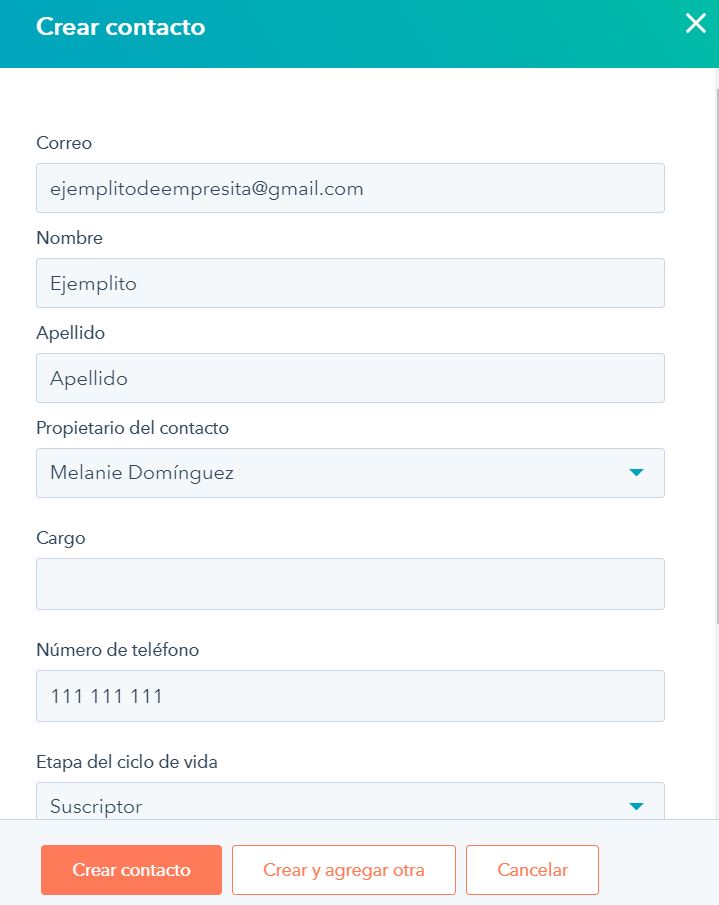 Crear contacto
Correo
ejemplitodeempresita@gmail.com
Nombre
Ejemplito
Apellido
Apellido
Propietario del contacto
Melanie Domínguez
Cargo
Número de teléfono
111 111 111
Etapa del ciclo de vida
Suscriptor
Crear contacto Crear y agregar otra Cancelar